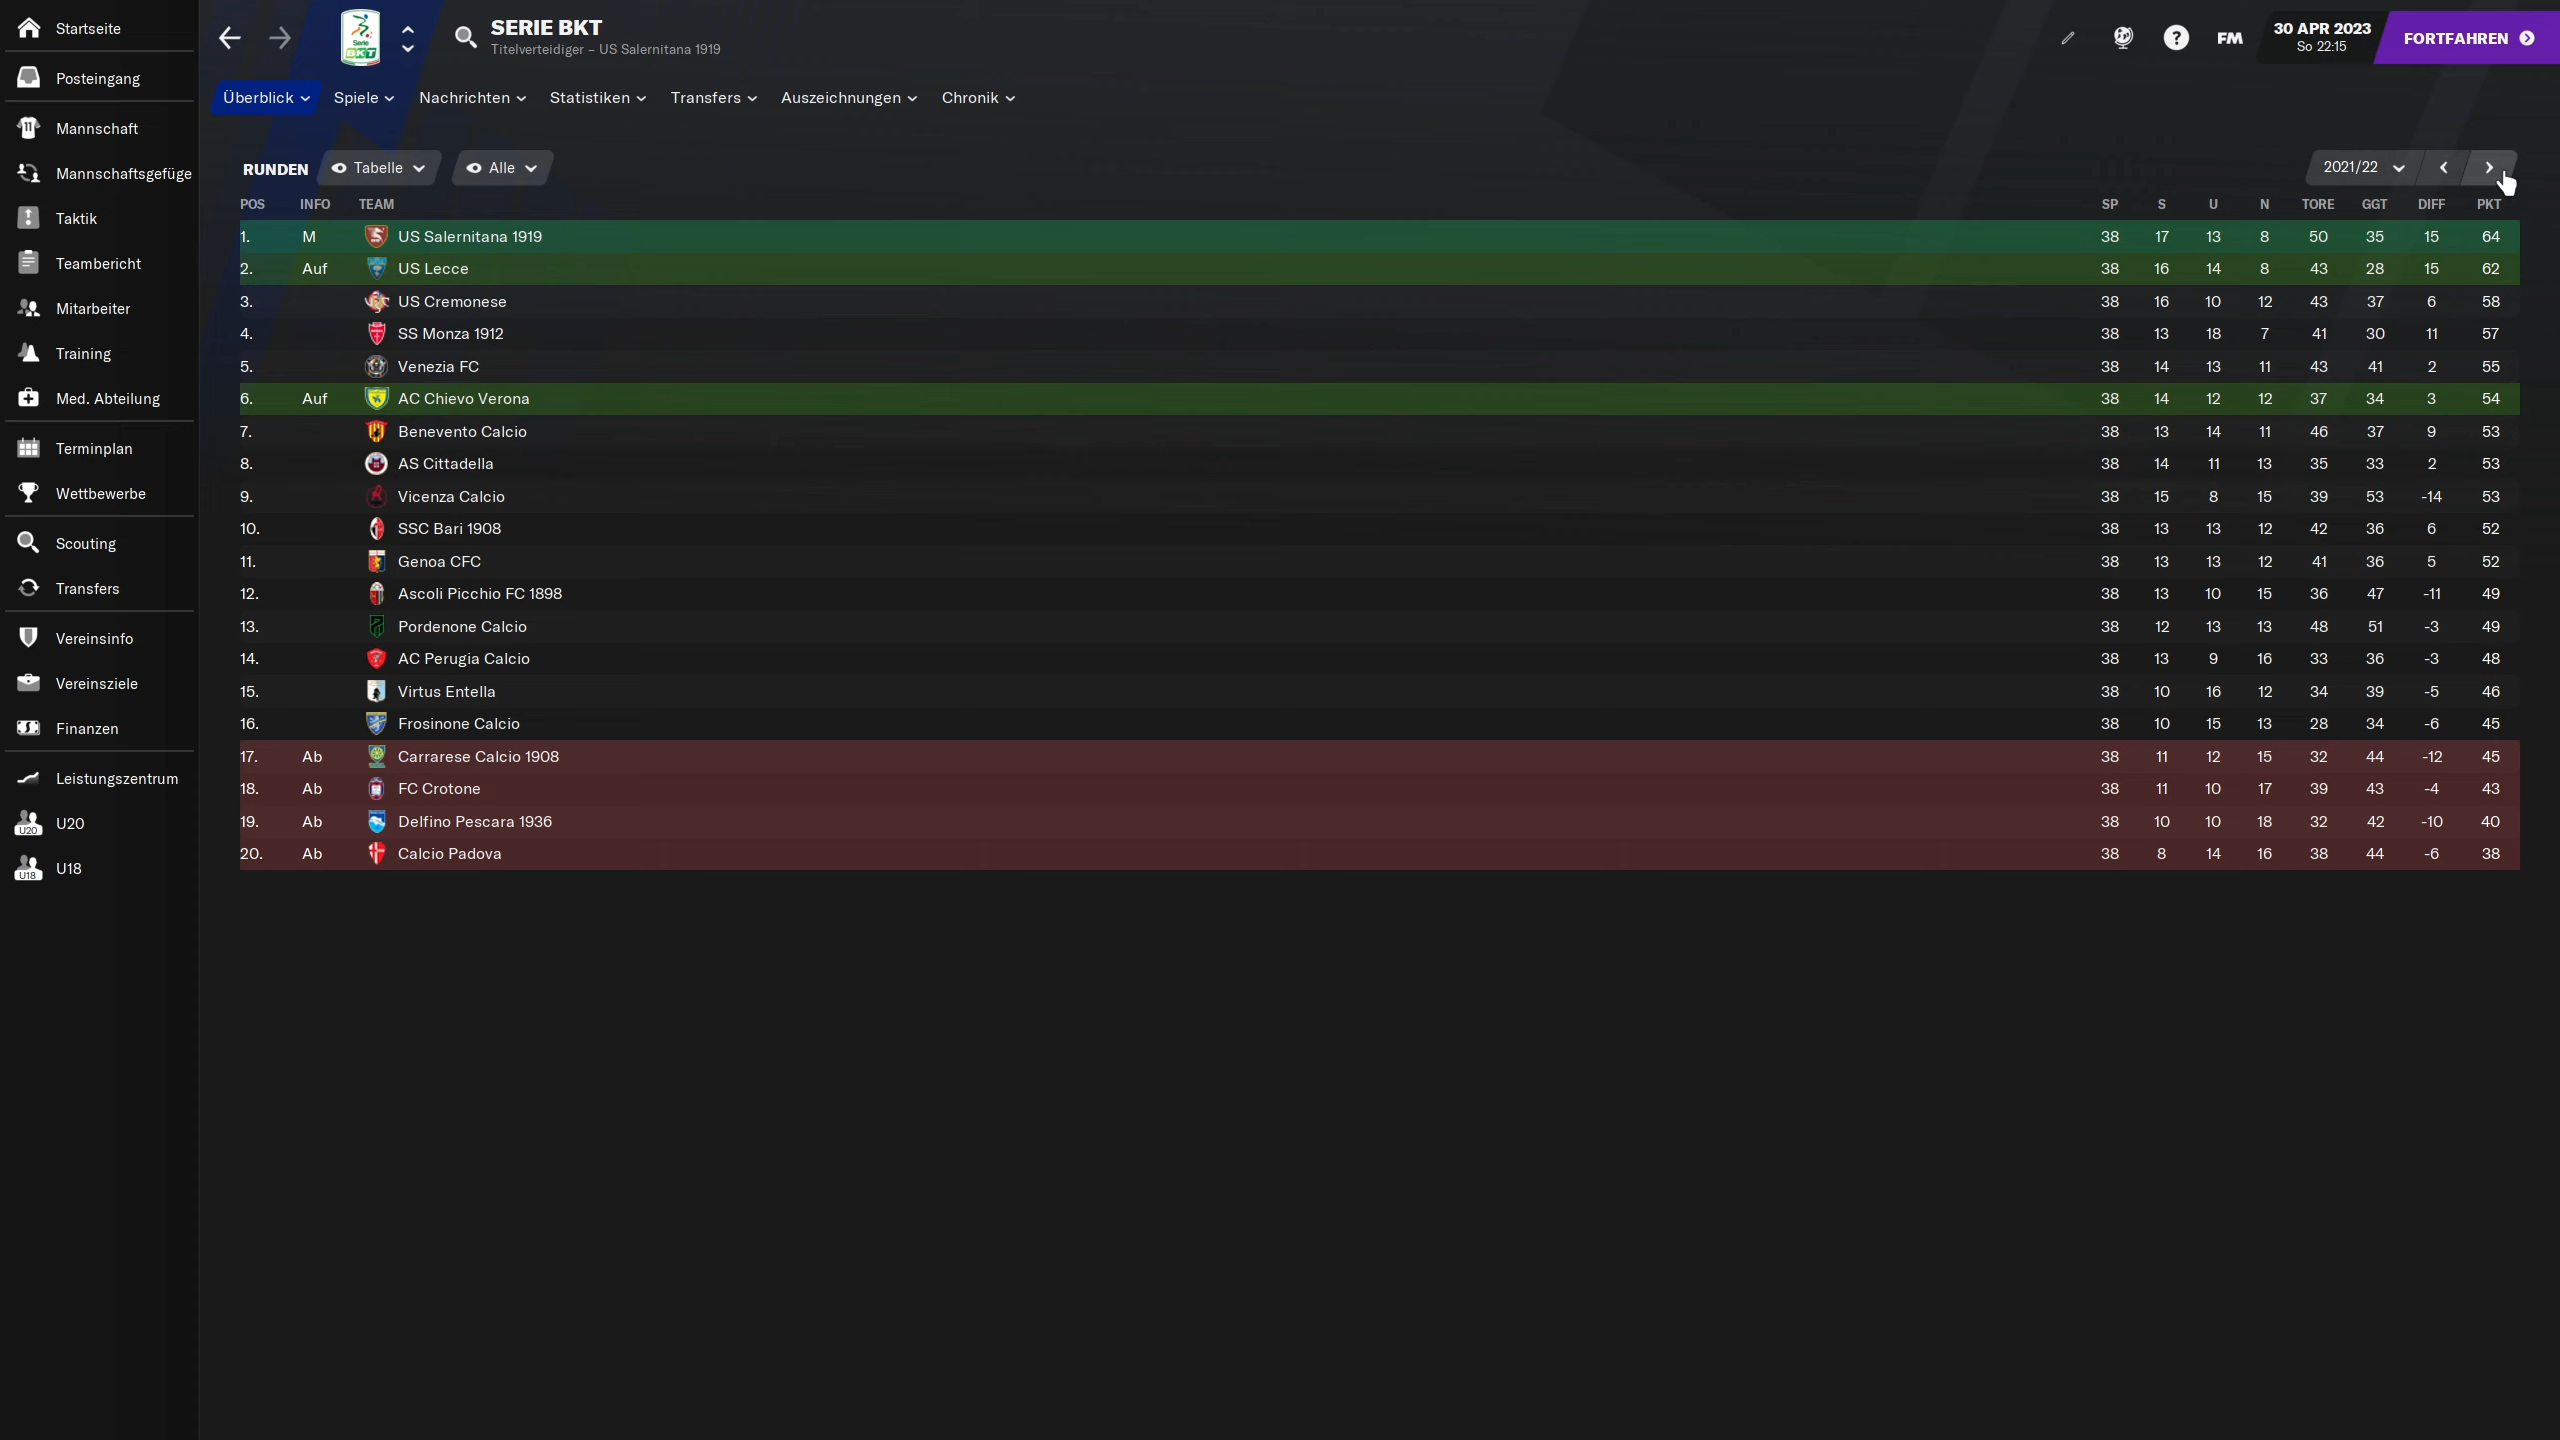 Startseite
Posteingang
Mannschaft
Mannschaftsgefüge
Taktik
Teambericht
Mitarbeiter
Training
Med. Abteilung
Terminplan
Wettbewerbe
Scouting
Transfers
Vereinsinfo
Vereinsziele
Finanzen
Leistungszentrum
U20 U20
U18 U18
Serie BKT
SERIE BKT
Titelverteidiger – US Salernitana 1919
? FM
30 APR 2023
So 22:15
FORTFAHREN
Überblick Spiele Nachrichten Statistiken Transfers Auszeichnungen Chronik
RUNDEN Tabelle Alle 2021/22
POS INFO TEAM SP S U N TORE GGT DIFF PKT
1. M US Salernitana 1919 38 17 13 8 50 35 15 64
2. Auf US Lecce 38 16 14 8 43 28 15 62
3. US Cremonese 38 16 10 12 43 37 6 58
4. SS Monza 1912 38 13 18 7 41 30 11 57
5. Venezia FC 38 14 13 11 43 41 2 55
6. Auf AC Chievo Verona 38 14 12 12 37 34 3 54
7. Benevento Calcio 38 13 14 11 46 37 9 53
8. AS Cittadella 38 14 11 13 35 33 2 53
9. Vicenza Calcio 38 15 8 15 39 53 -14 53
10. SSC Bari 1908 38 13 13 12 42 36 6 52
11. Genoa CFC 38 13 13 12 41 36 5 52
12. Ascoli Picchio FC 1898 38 13 10 15 36 47 -11 49
13. Pordenone Calcio 38 12 13 13 48 51 -3 49
14. AC Perugia Calcio 38 13 9 16 33 36 -3 48
15. Virtus Entella 38 10 16 12 34 39 -5 46
16. Frosinone Calcio 38 10 15 13 28 34 -6 45
17. Ab Carrarese Calcio 1908 38 11 12 15 32 44 -12 45
18. Ab FC Crotone 38 11 10 17 39 43 -4 43
19. Ab Delfino Pescara 1936 38 10 10 18 32 42 -10 40
20. Ab Calcio Padova 38 8 14 16 38 44 -6 38